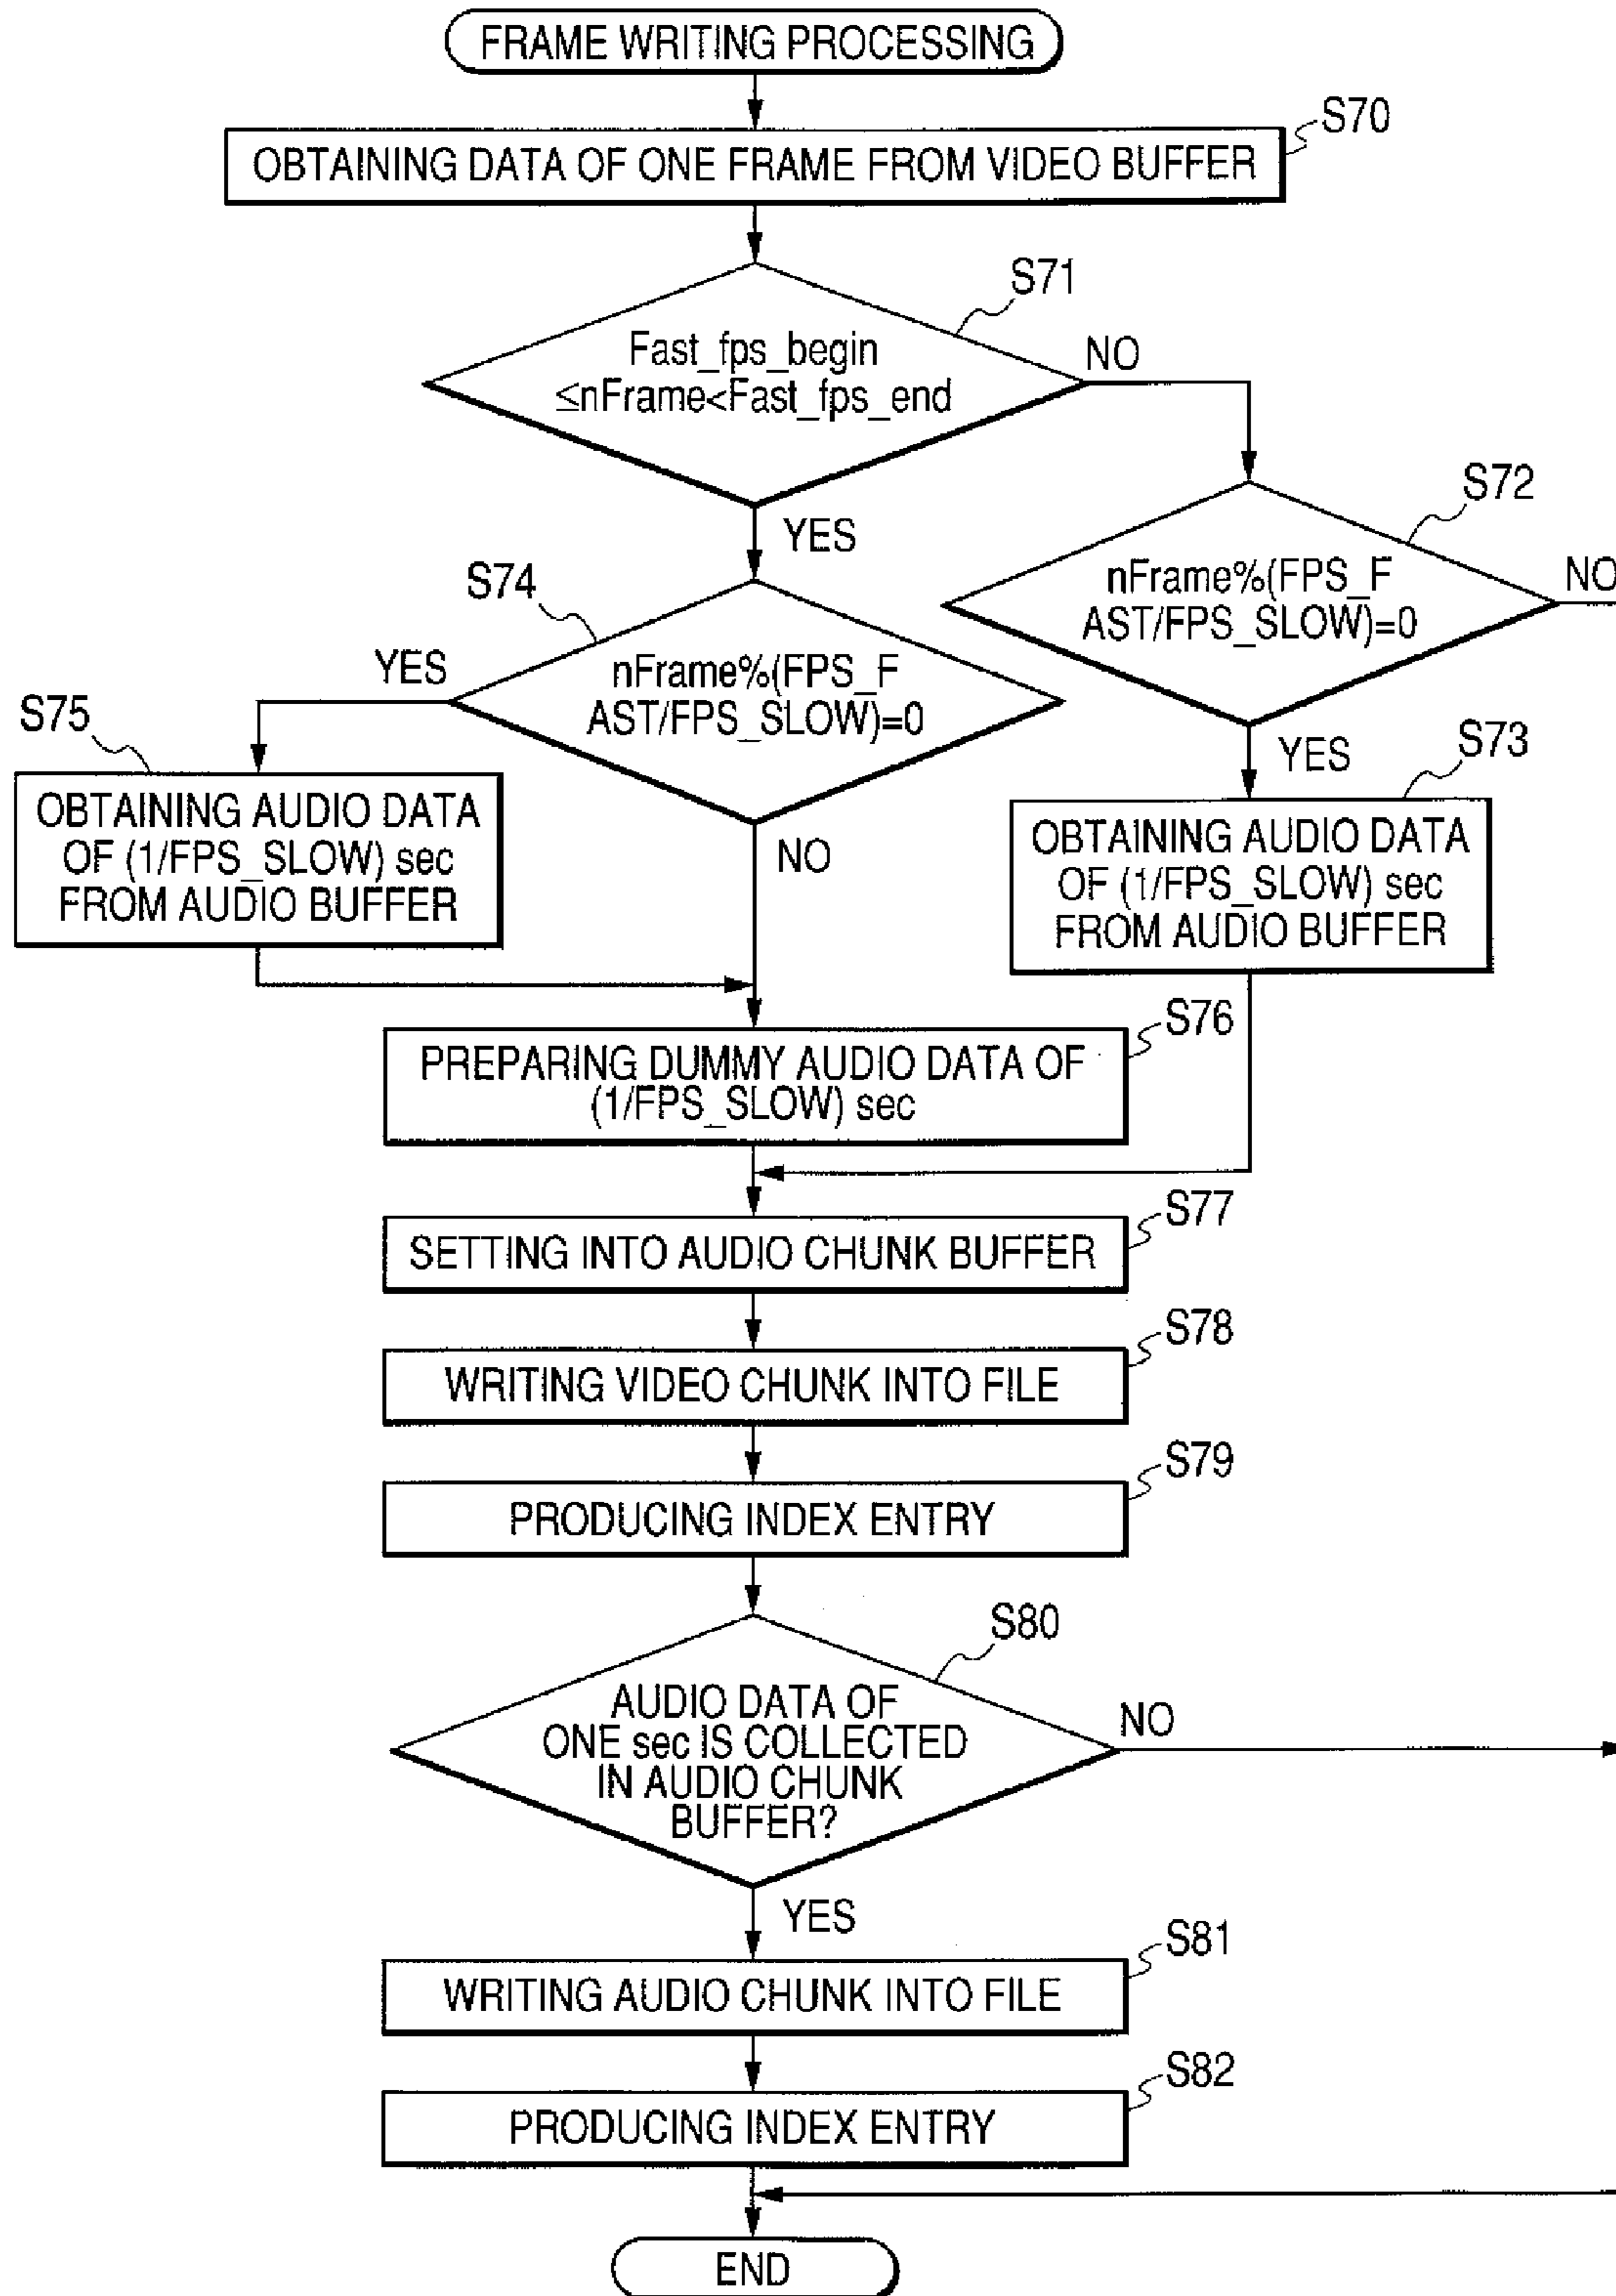 FRAME WRITING PROCESSING
S70
OBTAINING DATA OF ONE FRAME FROM VIDEO BUFFER
S71
Fast_fps_begin
≤nFrame<Fast_fps_end
NO
YES
S72
nFrame%(FPS_F
AST/FPS_SLOW)=0
NO
YES
S74
nFrame%(FPS_F
AST/FPS_SLOW)=0
YES
NO
S75
OBTAINING AUDIO DATA
OF (1/FPS_SLOW) sec
FROM AUDIO BUFFER
S73
OBTAINING AUDIO DATA
OF (1/FPS_SLOW) sec
FROM AUDIO BUFFER
S76
PREPARING DUMMY AUDIO DATA OF
(1/FPS_SLOW) sec
S77
SETTING INTO AUDIO CHUNK BUFFER
S78
WRITING VIDEO CHUNK INTO FILE
S79
PRODUCING INDEX ENTRY
S80
AUDIO DATA OF
ONE sec IS COLLECTED
IN AUDIO CHUNK
BUFFER?
NO
YES
S81
WRITING AUDIO CHUNK INTO FILE
S82
PRODUCING INDEX ENTRY
END